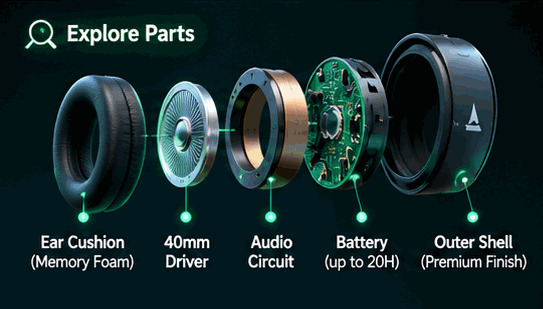 Explore Parts
Ear Cushion
(Memory Foam)
40mm
Driver
Audio
Circuit
Battery
(up to 20H)
Outer Shell
(Premium Finish)